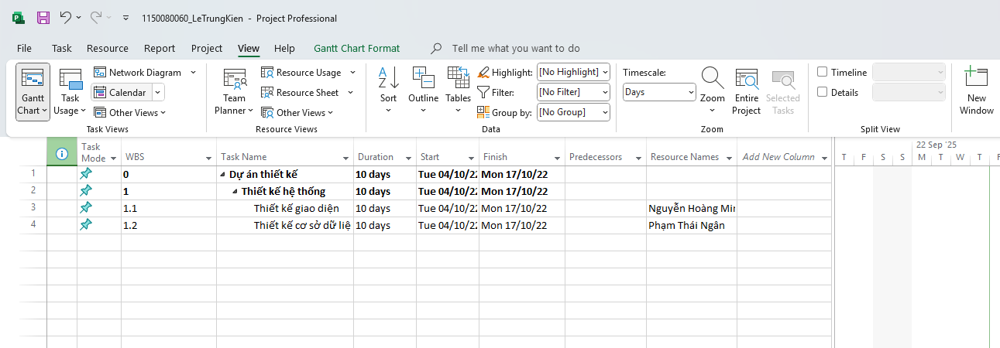 1150080060_LeTrungKien - Project Professional
File Task Resource Report Project View Help Gantt Chart Format Tell me what you want to do
Gantt Chart
Task Usage
Network Diagram
Calendar
Other Views
Task Views
Team Planner
Resource Usage
Resource Sheet
Other Views
Resource Views
A Z Sort
Outline
Tables
Highlight: [No Highlight]
Filter: [No Filter]
Group by: [No Group]
Data
Timescale:
Days
Zoom
Entire Project
Selected Tasks
Zoom
Timeline
Details
Split View
New Window
Task Mode WBS Task Name Duration Start Finish Predecessors Resource Names Add New Column
22 Sep '25
T F S S M T W T F
1 0 Dự án thiết kế 10 days Tue 04/10/22 Mon 17/10/22
2 1 Thiết kế hệ thống 10 days Tue 04/10/22 Mon 17/10/22
3 1.1 Thiết kế giao diện 10 days Tue 04/10/22 Mon 17/10/22 Nguyễn Hoàng Min
4 1.2 Thiết kế cơ sở dữ liệ 10 days Tue 04/10/22 Mon 17/10/22 Phạm Thái Ngân